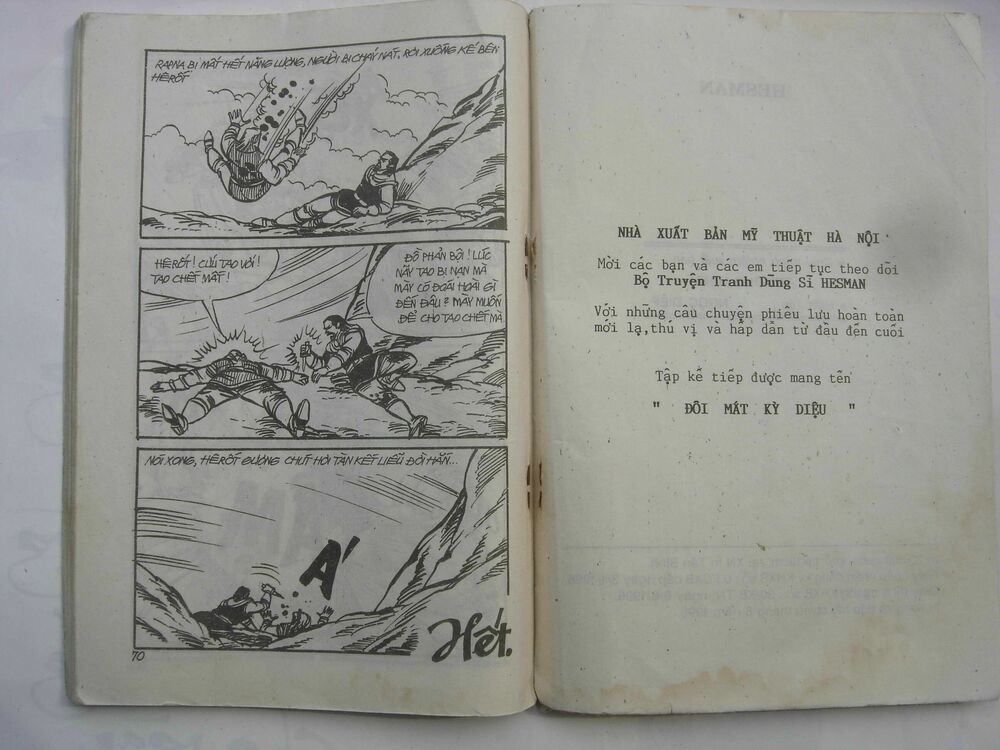 RAPNA BỊ MẤT HẾT NĂNG LƯỢNG, NGƯỜI BỊ CHÁY NÁT, RƠI XUỐNG KẾ BÊN
HÊRỐT
HÊRỐT! CỨU TAO VỚI!
TAO CHẾT MẤT!
ĐỒ PHẢN BỘI! LÚC
NÃY TAO BỊ NẠN MÀ
MÀY CÓ ĐOÁI HOÀI GÌ
ĐẾN ĐÂU? MÀY MUỐN
ĐỂ CHO TAO CHẾT MÀ
NÓI XONG, HÊRỐT GƯỢNG CHÚT HƠI TÀN KẾT LIỄU ĐỜI HẮN...
Á
Hết.
70
HESMAN
NHÀ XUẤT BẢN MỸ THUẬT HÀ NỘI
Mời các bạn và các em tiếp tục theo dõi
Bộ Truyện Tranh Dũng Sĩ HESMAN
Với những câu chuyện phiêu lưu hoàn toàn
mới lạ,thú vị và hấp dẫn từ đầu đến cuối
Tập kế tiếp được mang tên
" ĐÔI MẮT KỲ DIỆU "